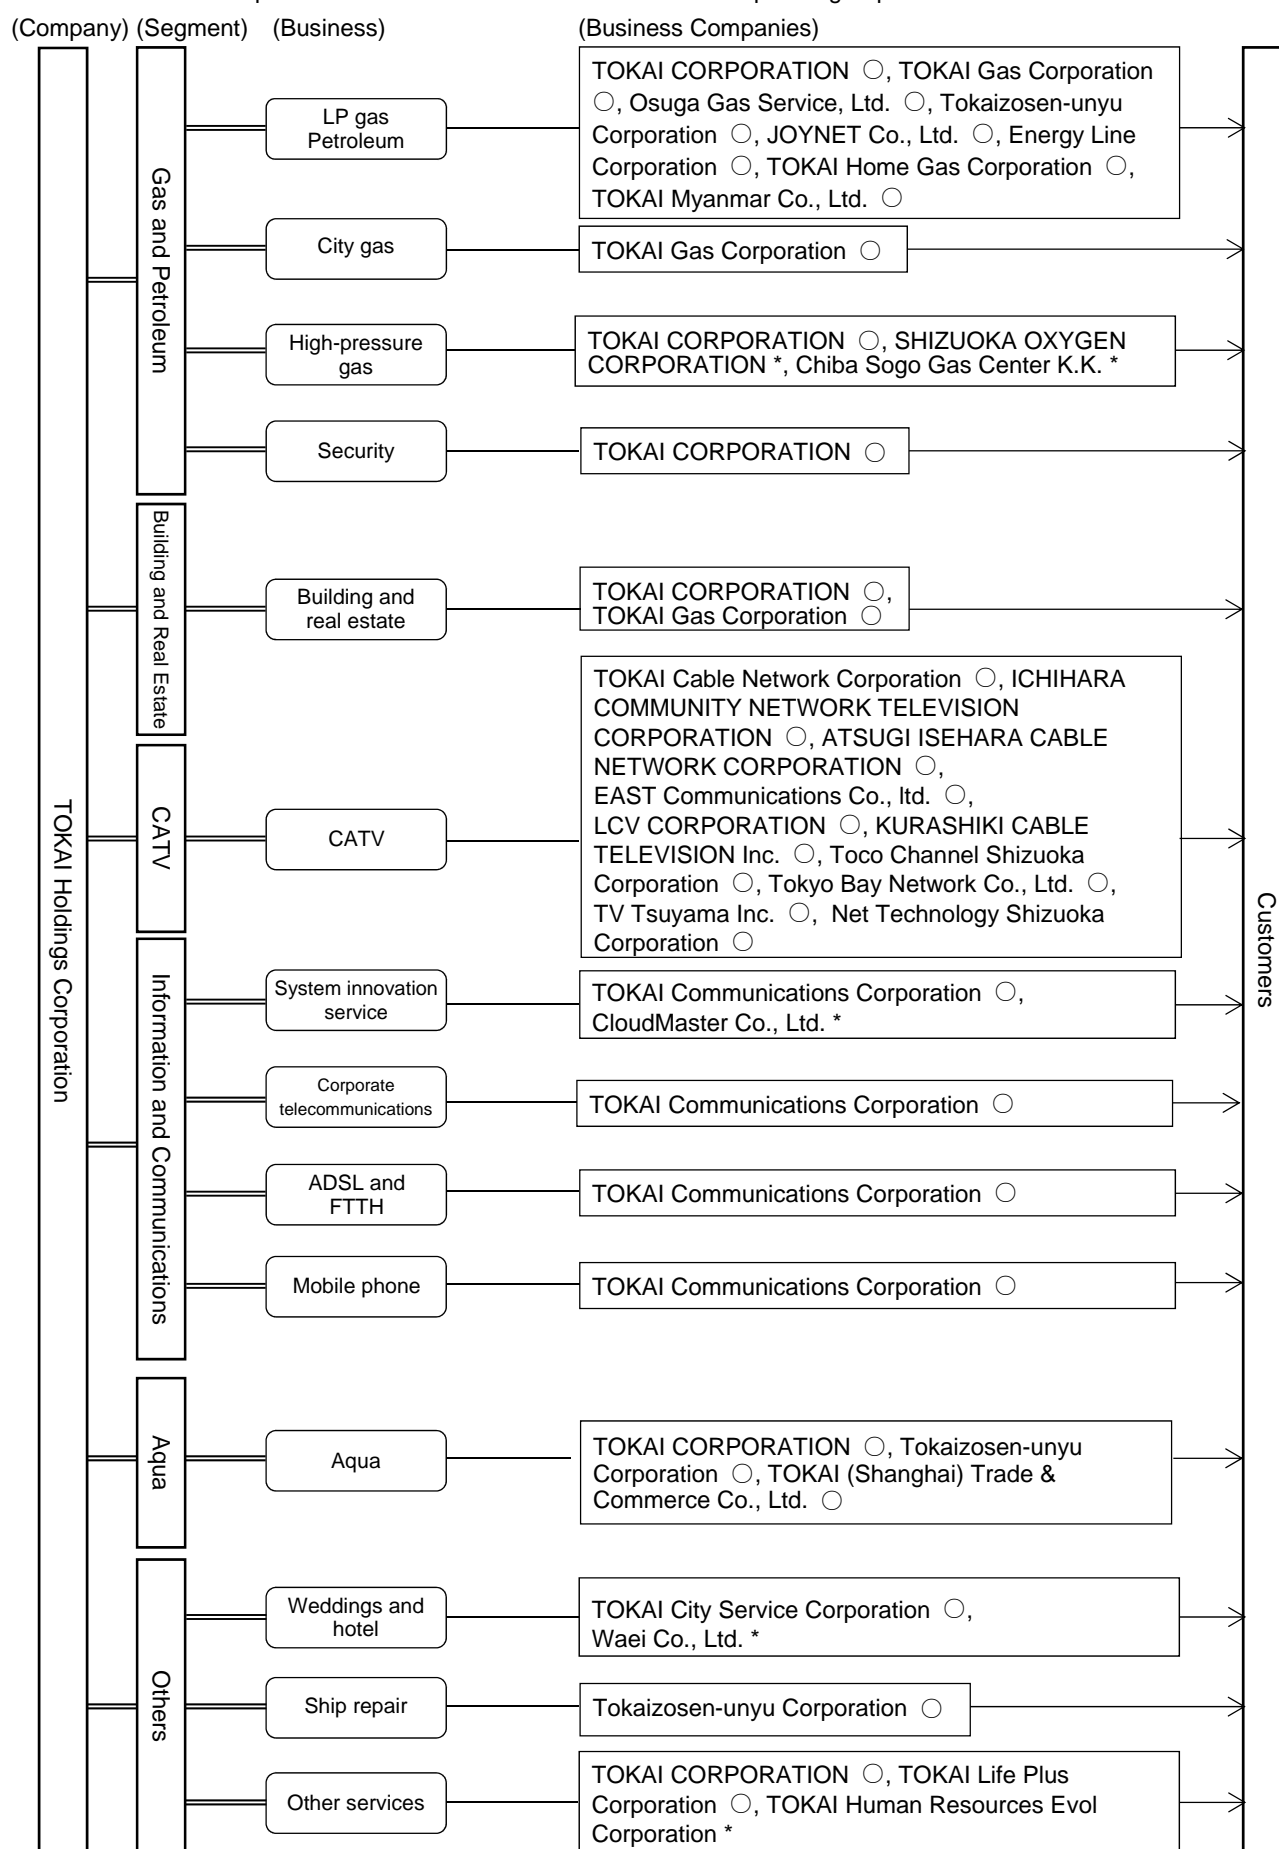 (Company) (Segment) (Business) (Business Companies)
TOKAI Holdings Corporation
Gas and Petroleum
LP gas
Petroleum
TOKAI CORPORATION 〇, TOKAI Gas Corporation
〇, Osuga Gas Service, Ltd. 〇, Tokaizosen-unyu
Corporation 〇, JOYNET Co., Ltd. 〇, Energy Line
Corporation 〇, TOKAI Home Gas Corporation 〇,
TOKAI Myanmar Co., Ltd. 〇
City gas
TOKAI Gas Corporation 〇
High-pressure
gas
TOKAI CORPORATION 〇, SHIZUOKA OXYGEN
CORPORATION *, Chiba Sogo Gas Center K.K. *
Security
TOKAI CORPORATION 〇
Building and Real Estate
Building and
real estate
TOKAI CORPORATION 〇,
TOKAI Gas Corporation 〇
CATV
CATV
TOKAI Cable Network Corporation 〇, ICHIHARA
COMMUNITY NETWORK TELEVISION
CORPORATION 〇, ATSUGI ISEHARA CABLE
NETWORK CORPORATION 〇,
EAST Communications Co., ltd. 〇,
LCV CORPORATION 〇, KURASHIKI CABLE
TELEVISION Inc. 〇, Toco Channel Shizuoka
Corporation 〇, Tokyo Bay Network Co., Ltd. 〇,
TV Tsuyama Inc. 〇, Net Technology Shizuoka
Corporation 〇
Information and Communications
System innovation
service
TOKAI Communications Corporation 〇,
CloudMaster Co., Ltd. *
Corporate
telecommunications
TOKAI Communications Corporation 〇
ADSL and
FTTH
TOKAI Communications Corporation 〇
Mobile phone
TOKAI Communications Corporation 〇
Aqua
Aqua
TOKAI CORPORATION 〇, Tokaizosen-unyu
Corporation 〇, TOKAI (Shanghai) Trade &
Commerce Co., Ltd. 〇
Others
Weddings and
hotel
TOKAI City Service Corporation 〇,
Waei Co., Ltd. *
Ship repair
Tokaizosen-unyu Corporation 〇
Other services
TOKAI CORPORATION 〇, TOKAI Life Plus
Corporation 〇, TOKAI Human Resources Evol
Corporation *
Customers